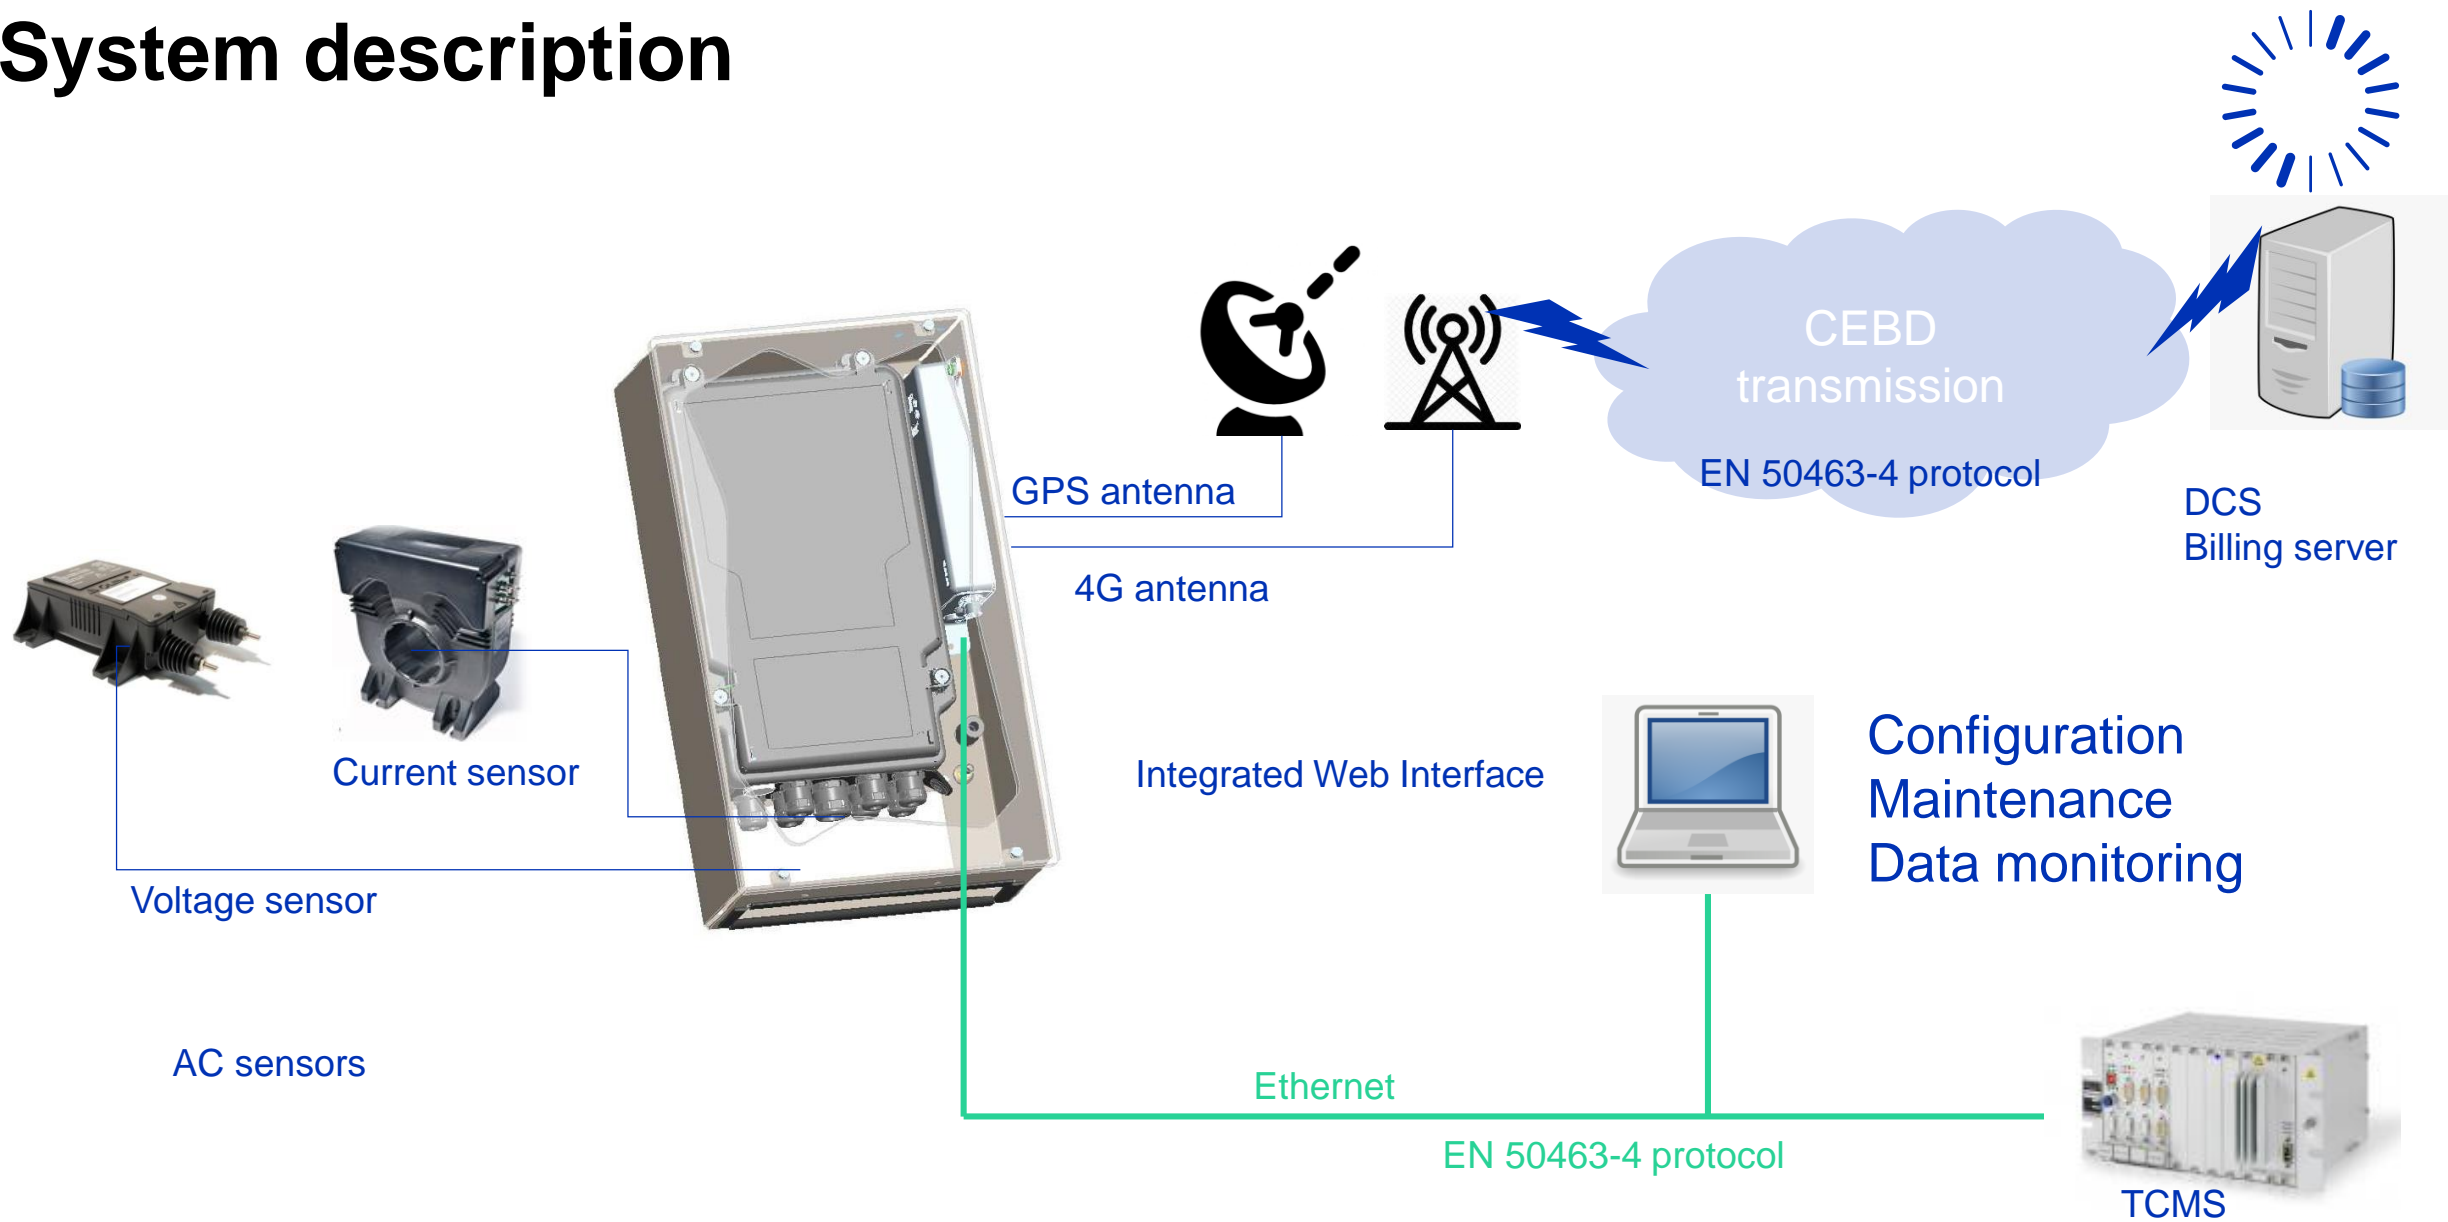 System description
CEBD
transmission
EN 50463-4 protocol
GPS antenna
4G antenna
DCS
Billing server
Current sensor
Voltage sensor
AC sensors
Integrated Web Interface
Configuration
Maintenance
Data monitoring
Ethernet
EN 50463-4 protocol
TCMS